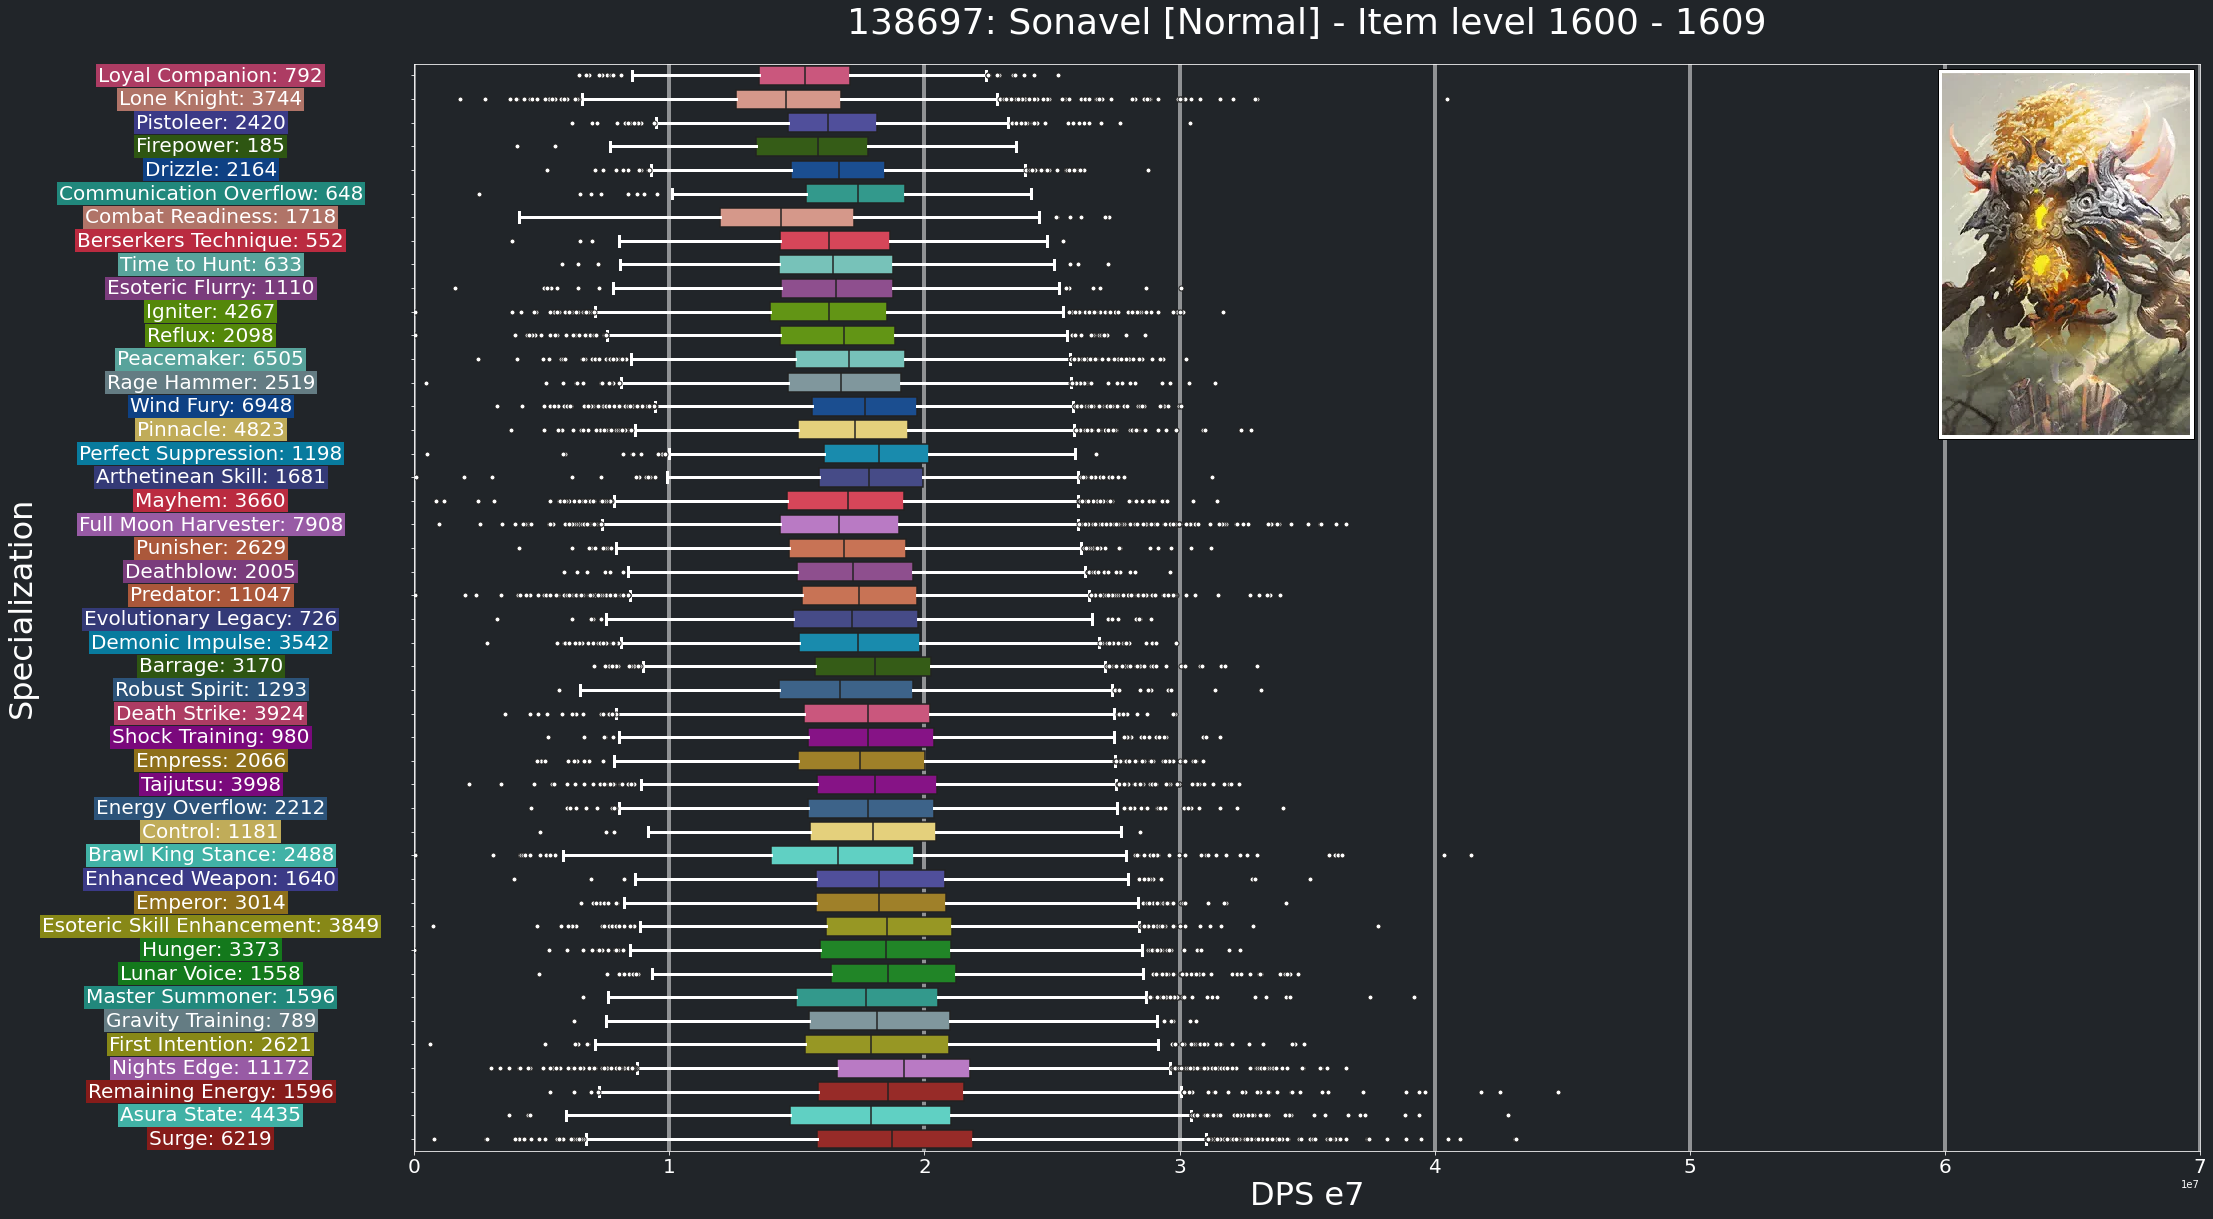 138697: Sonavel [Normal] - Item level 1600 - 1609
Specialization
Loyal Companion: 792
Lone Knight: 3744
Pistoleer: 2420
Firepower: 185
Drizzle: 2164
Communication Overflow: 648
Combat Readiness: 1718
Berserkers Technique: 552
Time to Hunt: 633
Esoteric Flurry: 1110
Igniter: 4267
Reflux: 2098
Peacemaker: 6505
Rage Hammer: 2519
Wind Fury: 6948
Pinnacle: 4823
Perfect Suppression: 1198
Arthetinean Skill: 1681
Mayhem: 3660
Full Moon Harvester: 7908
Punisher: 2629
Deathblow: 2005
Predator: 11047
Evolutionary Legacy: 726
Demonic Impulse: 3542
Barrage: 3170
Robust Spirit: 1293
Death Strike: 3924
Shock Training: 980
Empress: 2066
Taijutsu: 3998
Energy Overflow: 2212
Control: 1181
Brawl King Stance: 2488
Enhanced Weapon: 1640
Emperor: 3014
Esoteric Skill Enhancement: 3849
Hunger: 3373
Lunar Voice: 1558
Master Summoner: 1596
Gravity Training: 789
First Intention: 2621
Nights Edge: 11172
Remaining Energy: 1596
Asura State: 4435
Surge: 6219
0 1 2 3 4 5 6 7
DPS e7
1e7